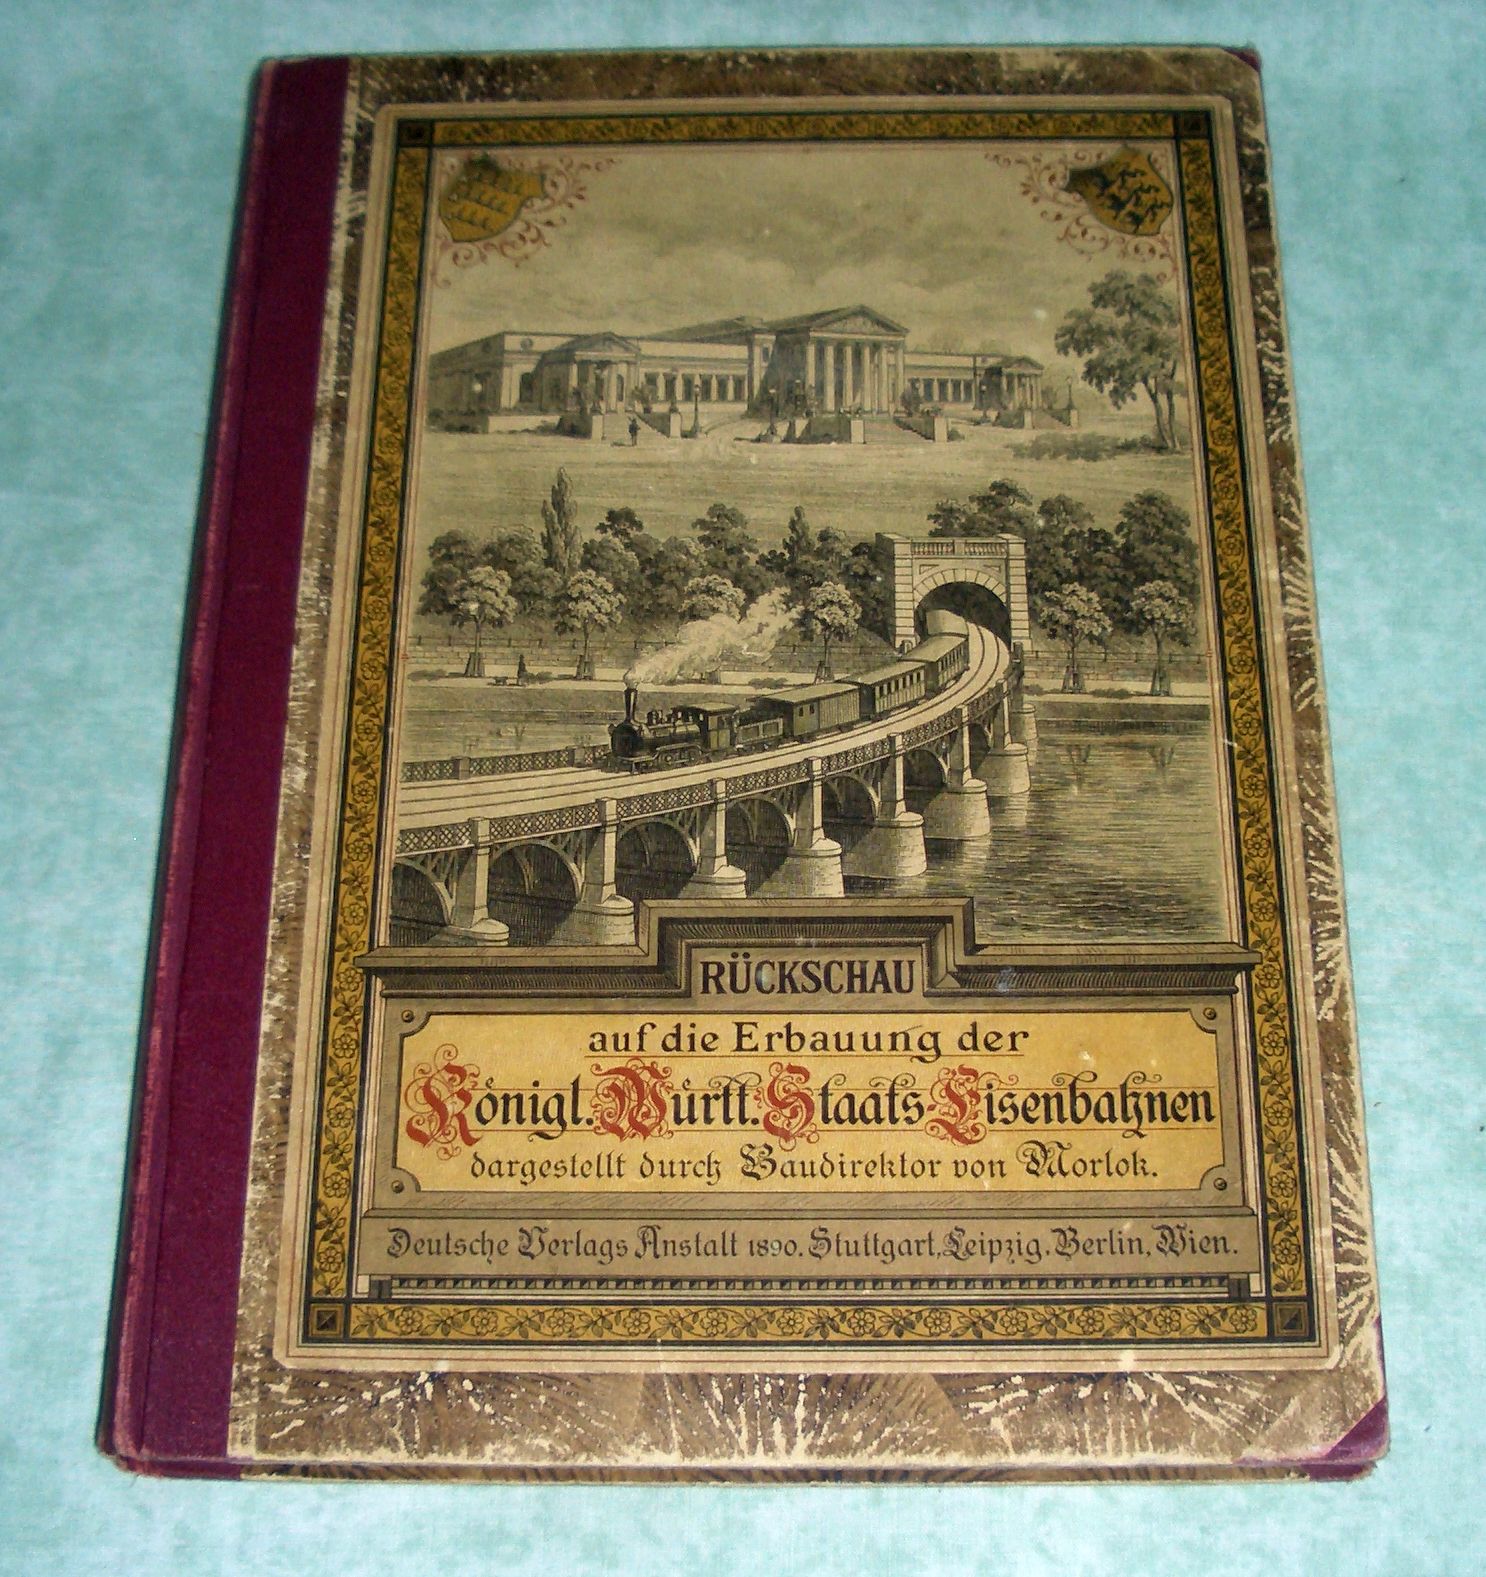 RÜCKSCHAU
auf die Erbauung der
Königl. Württ. Staats-Eisenbahnen
dargestellt durch Baudirektor von Morlok.
Deutsche Verlags Anstalt 1890. Stuttgart, Leipzig. Berlin, Wien.